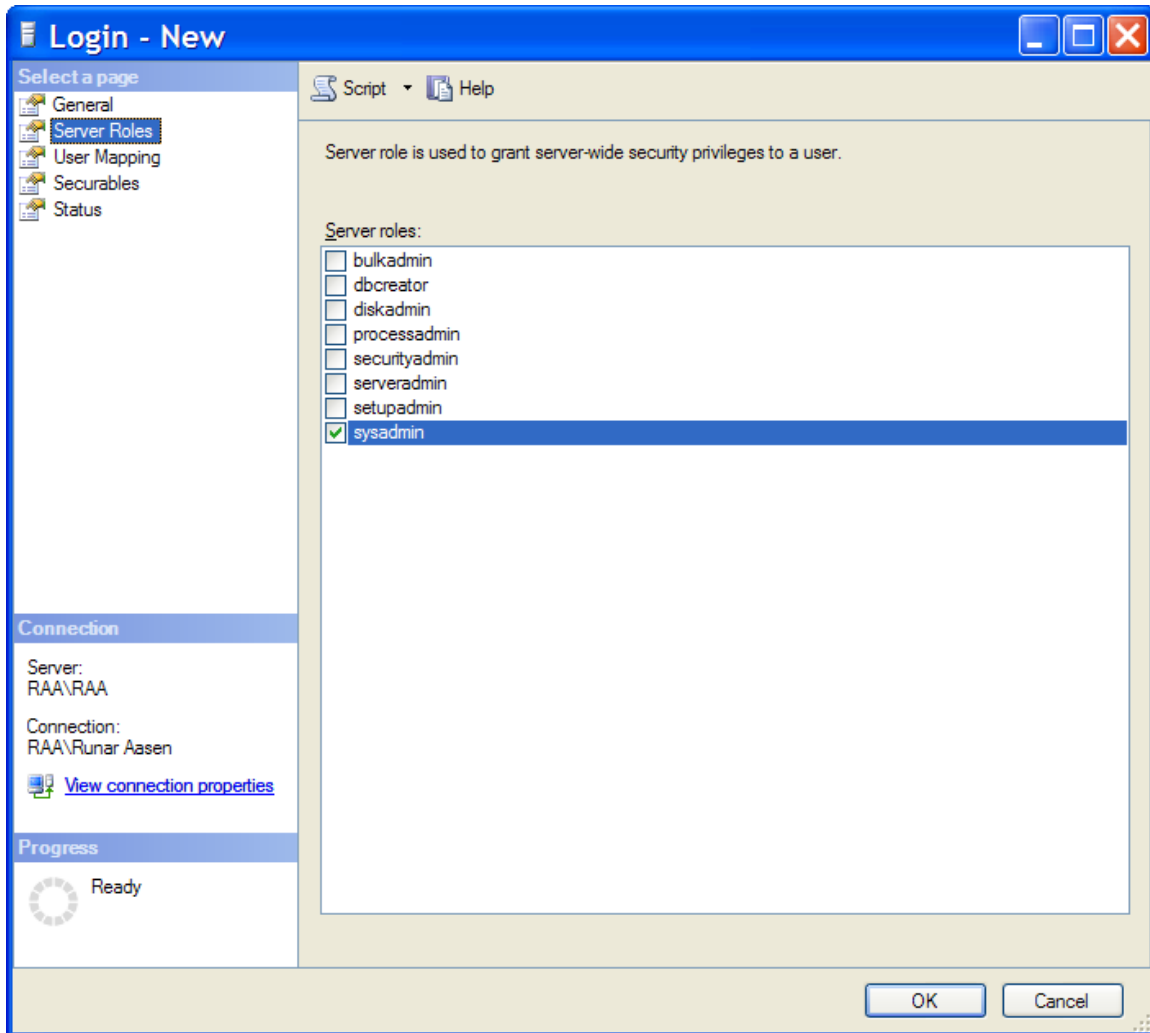 Login - New
Select a page
General
Server Roles
User Mapping
Securables
Status
Script
Help
Server role is used to grant server-wide security privileges to a user.
Server roles:
bulkadmin
dbcreator
diskadmin
processadmin
securityadmin
serveradmin
setupadmin
sysadmin
Connection
Server:
RAA\RAA
Connection:
RAA\Runar Aasen
View connection properties
Progress
Ready
OK
Cancel